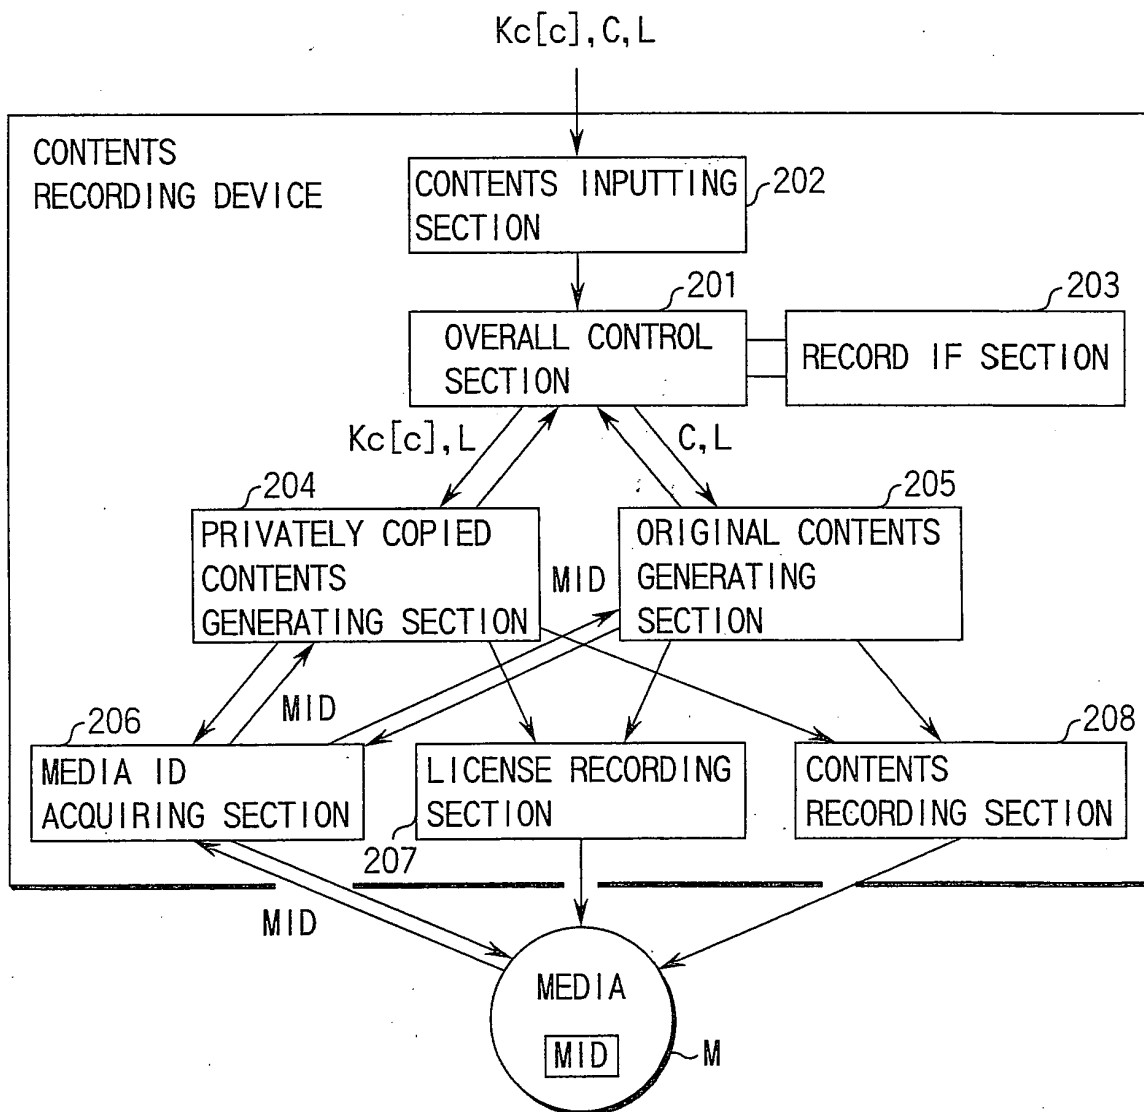 Kc[c],C,L
CONTENTS
RECORDING DEVICE
CONTENTS INPUTTING
SECTION
202
201
203
OVERALL CONTROL
SECTION
RECORD IF SECTION
Kc[c],L
C,L
204
205
PRIVATELY COPIED
CONTENTS
GENERATING SECTION
MID
ORIGINAL CONTENTS
GENERATING
SECTION
MID
206
208
MEDIA ID
ACQUIRING SECTION
LICENSE RECORDING
SECTION
CONTENTS
RECORDING SECTION
207
MID
MEDIA
MID
M